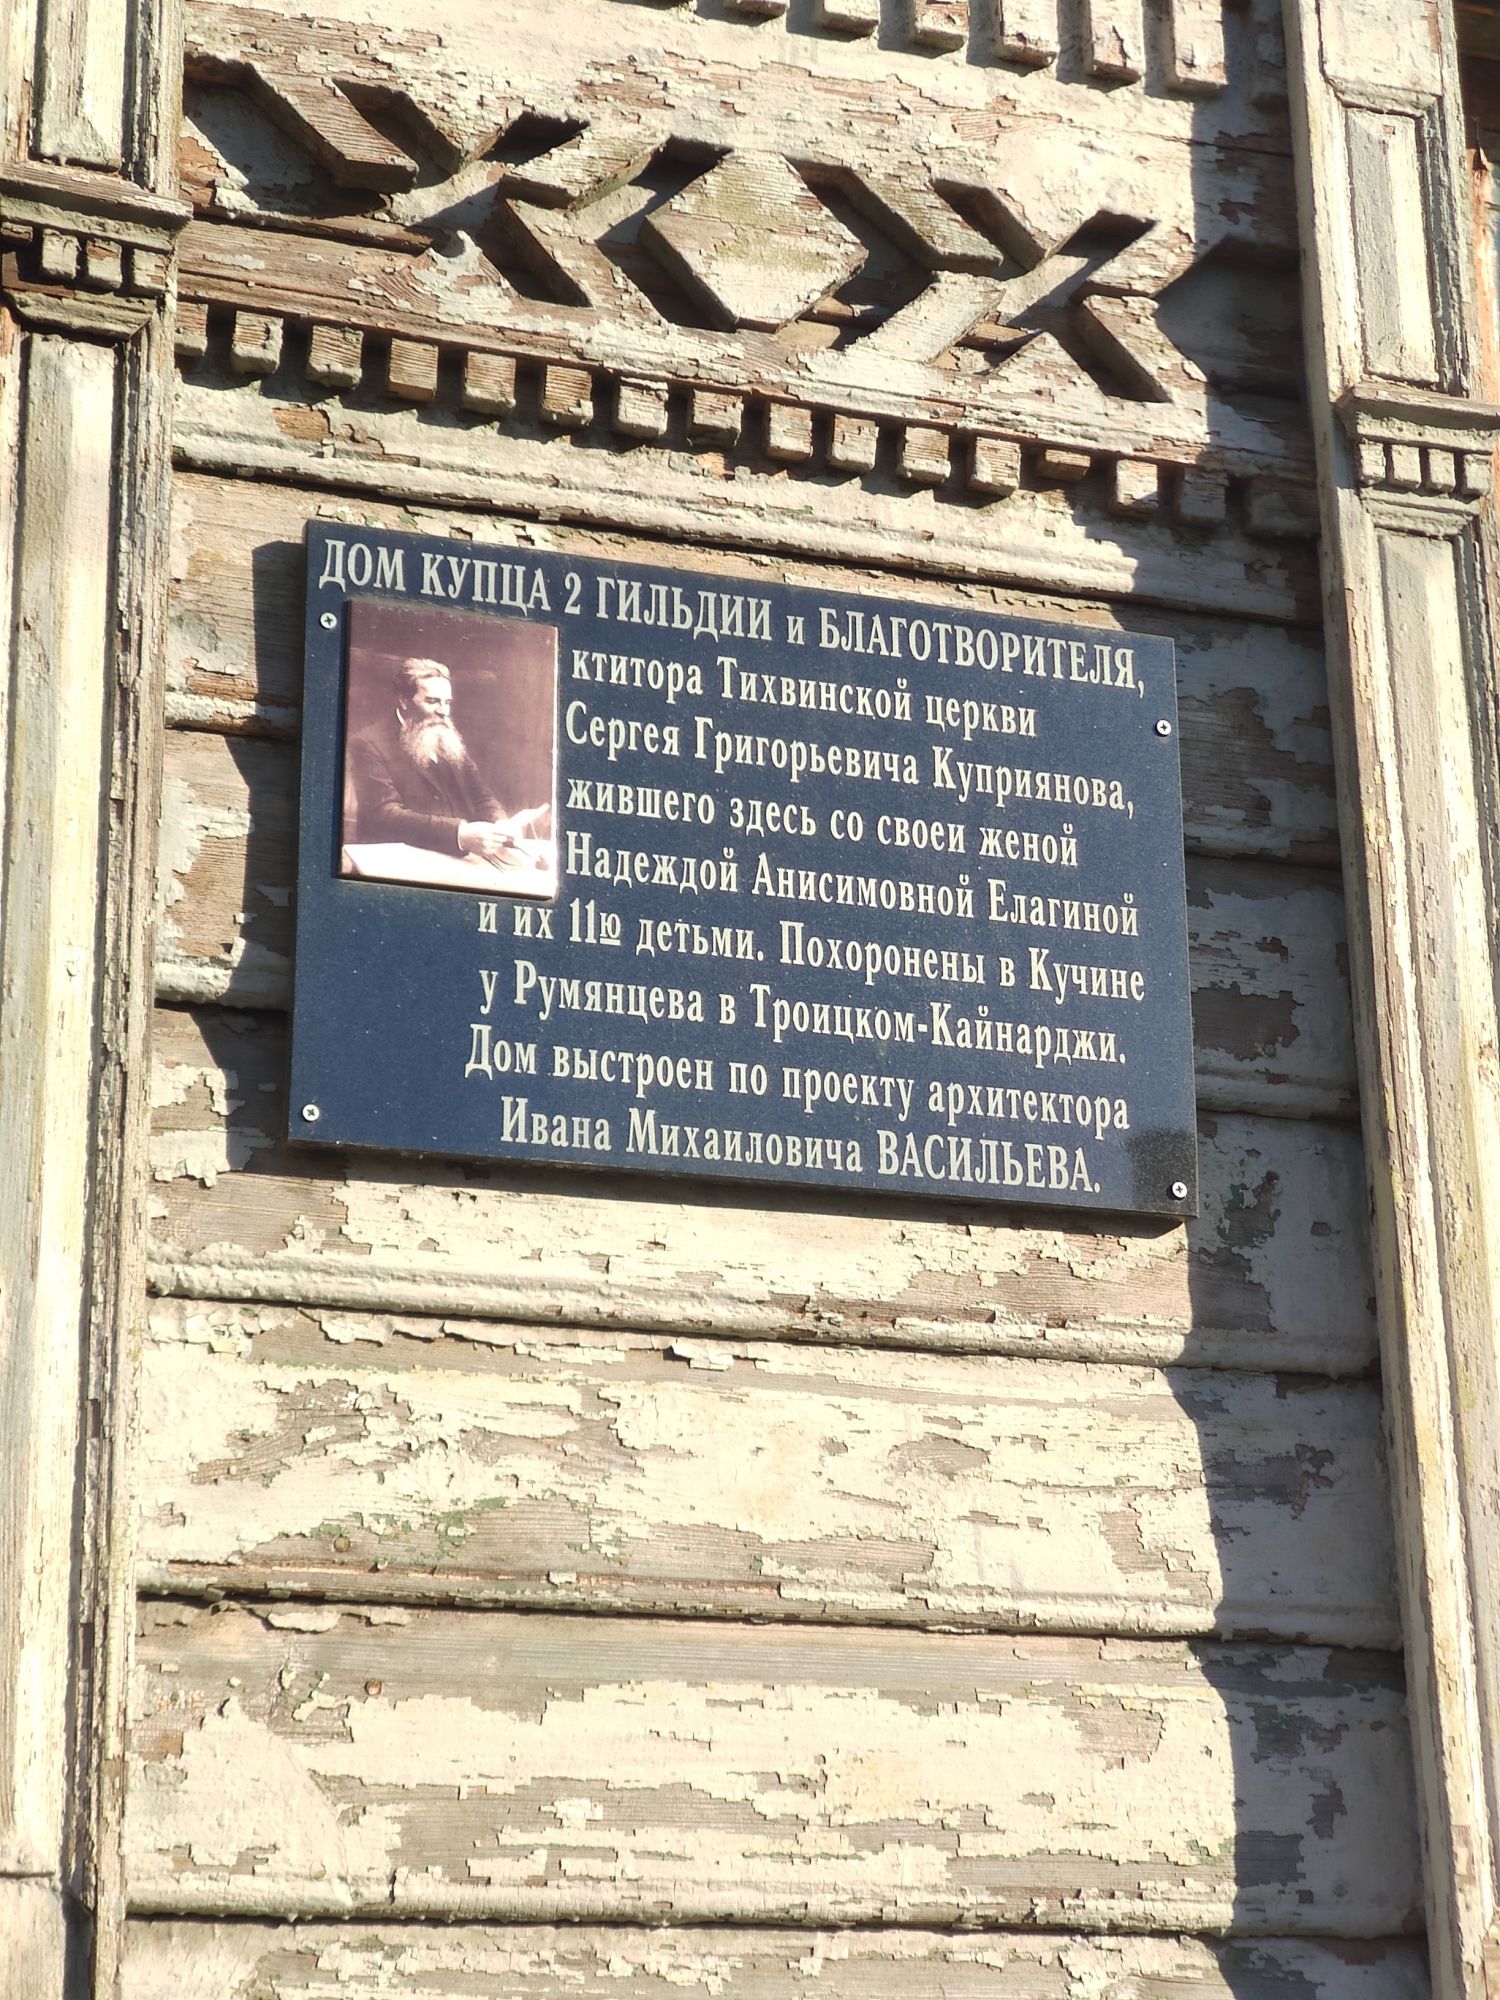 ДОМ КУПЦА 2 ГИЛЬДИИ и БЛАГОТВОРИТЕЛЯ,
ктитора Тихвинской церкви
Сергея Григорьевича Куприянова,
жившего здесь со своеи женой
Надеждой Анисимовной Елагиной
и их 11ю детьми. Похоронены в Кучине
у Румянцева в Троицком-Кайнарджи.
Дом выстроен по проекту архитектора
Ивана Михаиловича ВАСИЛЬЕВА.